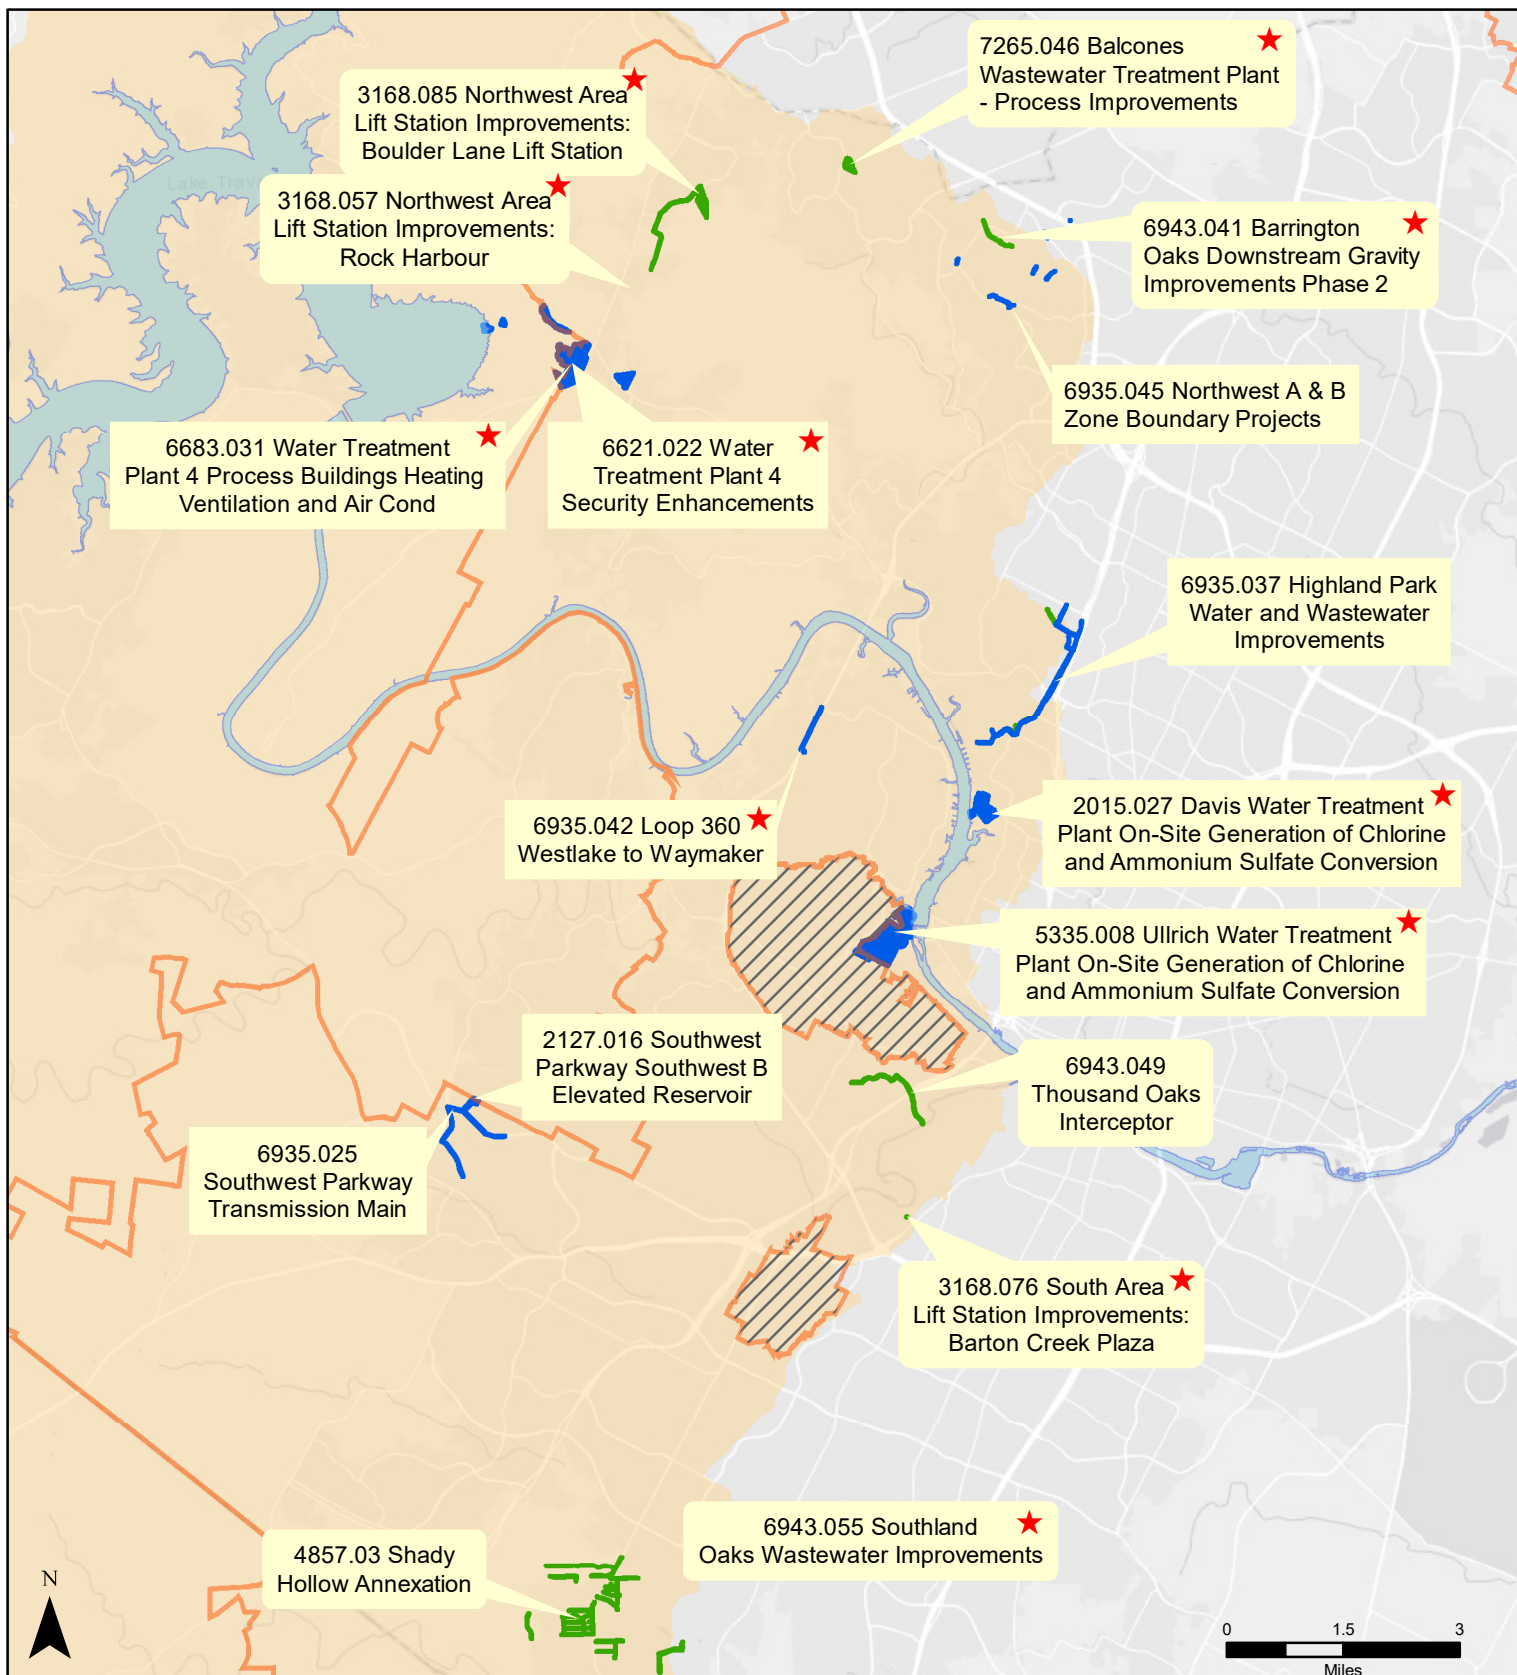 7265.046 Balcones
Wastewater Treatment Plant
- Process Improvements
3168.085 Northwest Area
Lift Station Improvements:
Boulder Lane Lift Station
3168.057 Northwest Area
Lift Station Improvements:
Rock Harbour
6943.041 Barrington
Oaks Downstream Gravity
Improvements Phase 2
6935.045 Northwest A & B
Zone Boundary Projects
6683.031 Water Treatment
Plant 4 Process Buildings Heating
Ventilation and Air Cond
6621.022 Water
Treatment Plant 4
Security Enhancements
6935.037 Highland Park
Water and Wastewater
Improvements
6935.042 Loop 360
Westlake to Waymaker
2015.027 Davis Water Treatment
Plant On-Site Generation of Chlorine
and Ammonium Sulfate Conversion
5335.008 Ullrich Water Treatment
Plant On-Site Generation of Chlorine
and Ammonium Sulfate Conversion
2127.016 Southwest
Parkway Southwest B
Elevated Reservoir
6943.049
Thousand Oaks
Interceptor
6935.025
Southwest Parkway
Transmission Main
3168.076 South Area
Lift Station Improvements:
Barton Creek Plaza
6943.055 Southland
Oaks Wastewater Improvements
4857.03 Shady
Hollow Annexation
N
0 1.5 3
Miles